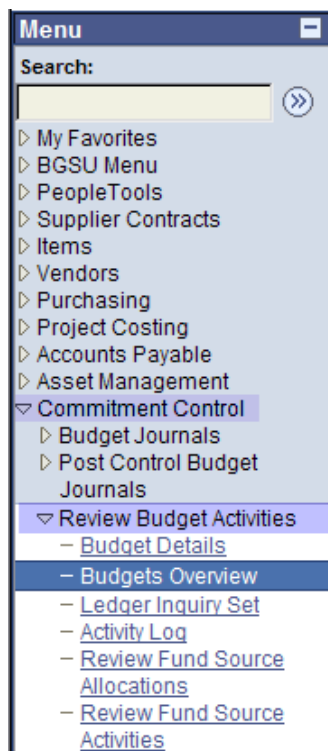 Menu
Search:
My Favorites
BGSU Menu
PeopleTools
Supplier Contracts
Items
Vendors
Purchasing
Project Costing
Accounts Payable
Asset Management
Commitment Control
Budget Journals
Post Control Budget
Journals
Review Budget Activities
– Budget Details
– Budgets Overview
– Ledger Inquiry Set
– Activity Log
– Review Fund Source
Allocations
– Review Fund Source
Activities